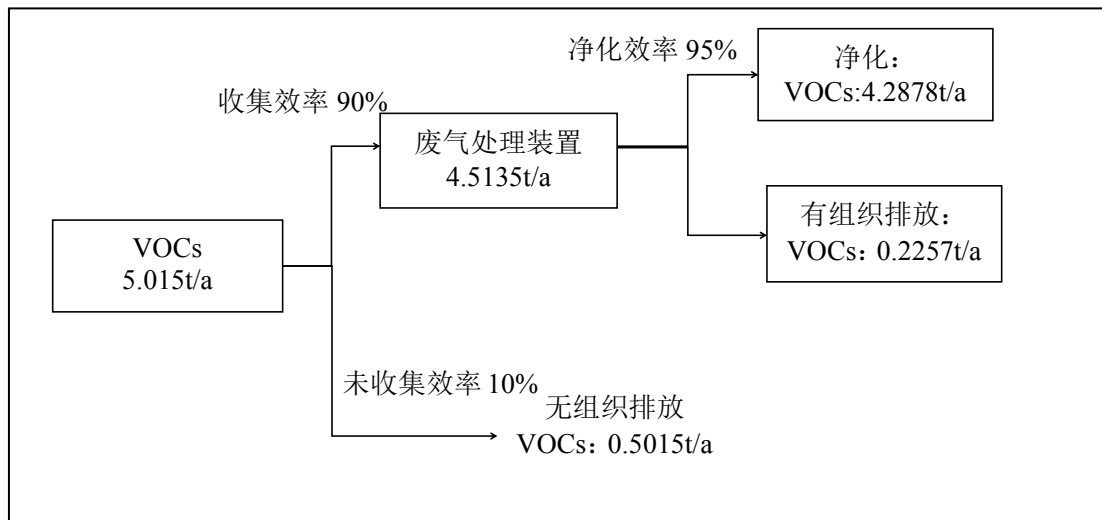 净化效率 95%
净化：
VOCs:4.2878t/a
收集效率 90%
废气处理装置
4.5135t/a
有组织排放：
VOCs：0.2257t/a
VOCs
5.015t/a
未收集效率 10%
无组织排放
VOCs：0.5015t/a